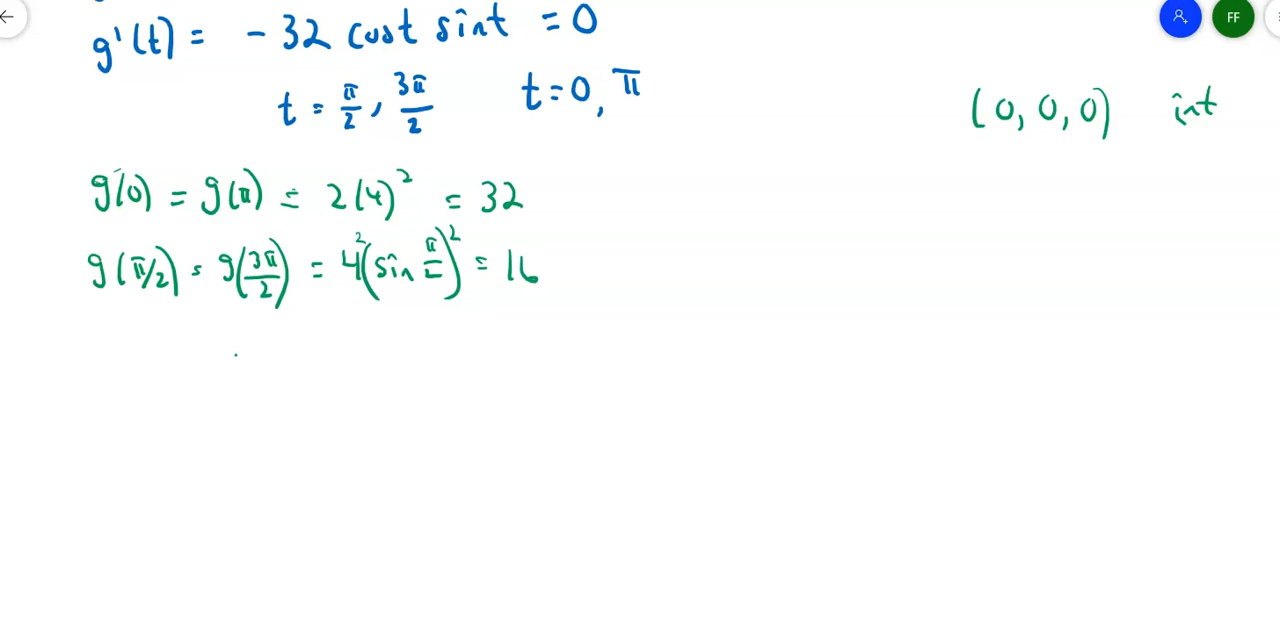 FF
g'(t) = - 32 cost sint = 0
t = π/2, 3π/2 t = 0, π
(0, 0, 0) int
g(0) = g(π) = 2(4)² = 32
g(π/2) = g(3π/2) = 4²(sin π/2)² = 16